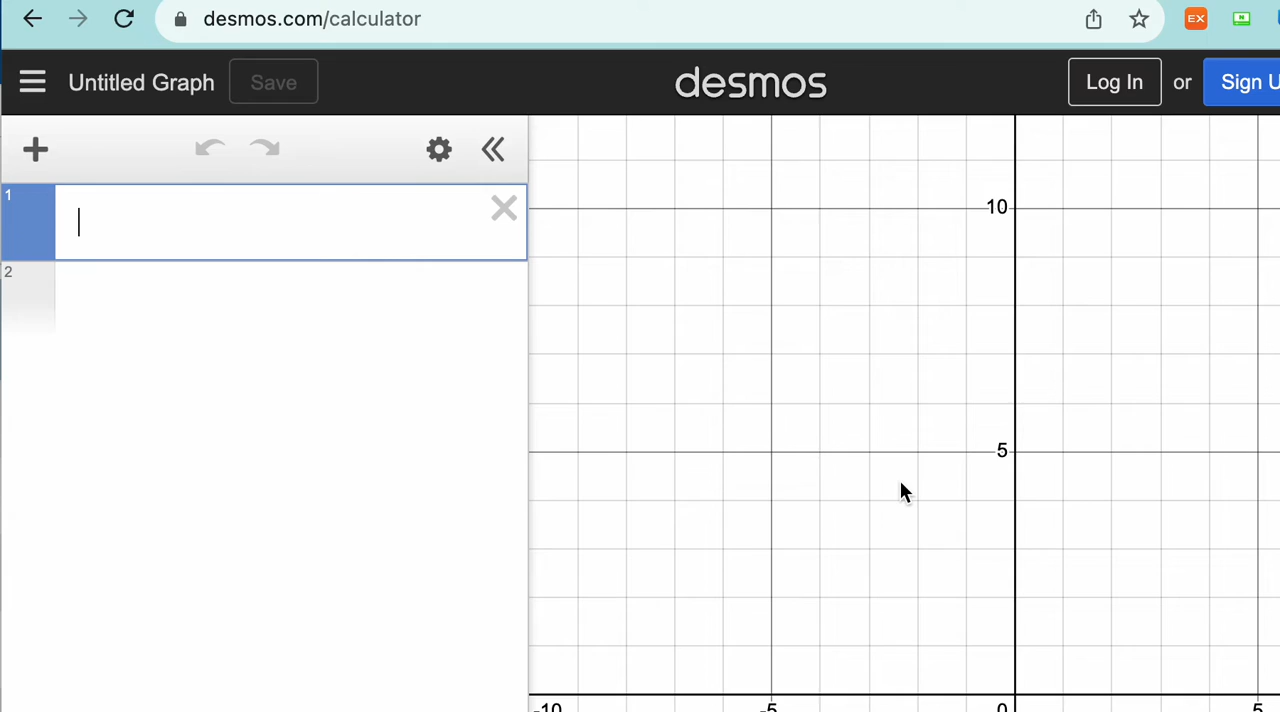 desmos.com/calculator
EX
N
Untitled Graph
Save
desmos
Log In
or
Sign U
1
2
10
5
-10
-5
0
5